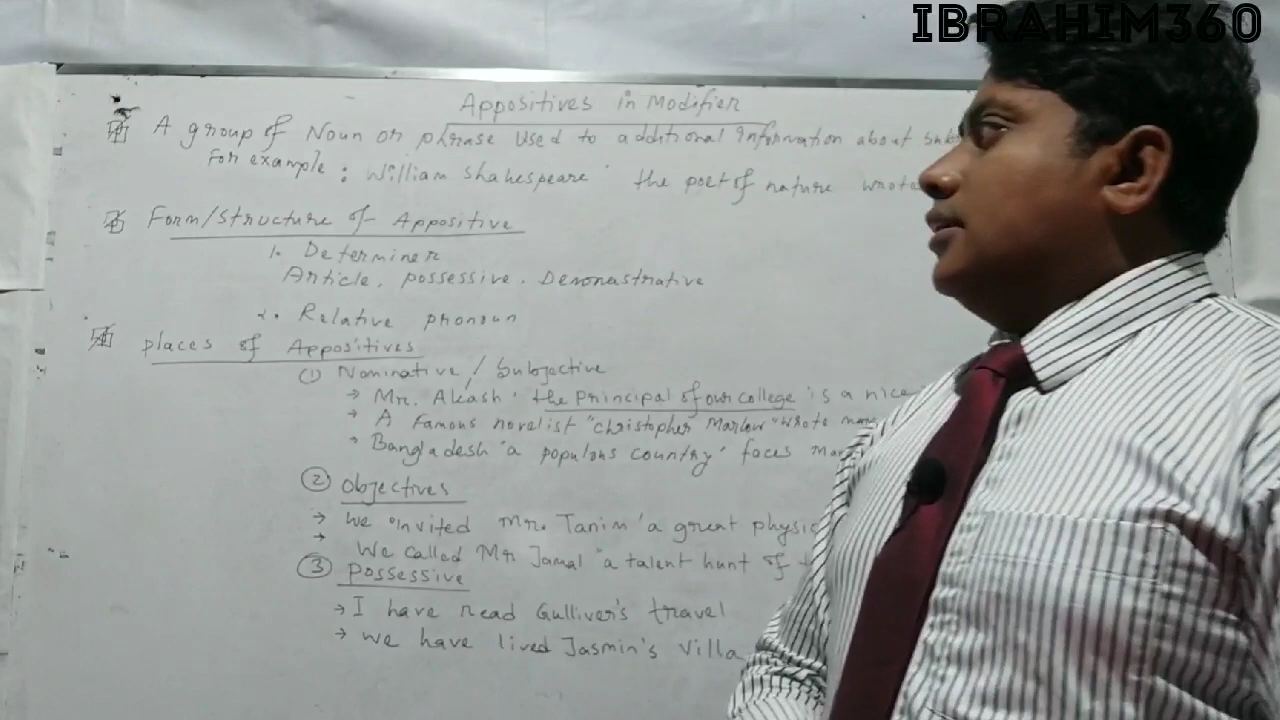 IBRAHIM360
Appositives in Modifier
A group of Noun or phrase used to additional Information about
For example : William Shakespeare the poet of nature wrote
Form/Structure of Appositive
1. Determiner
Article, possessive. Demonastrative
2. Relative pronoun
places of Appositives
① Nominative / Subjective
→ Mr. Akash, the principal of our college is a nice
→ A Famous novelist "Christopher Marlow" wrote
→ Bangladesh 'a populous country' faces
② Objectives
→ We invited Mr. Tanim 'a great
→ We called Mr Jamal "a talent hunt of
③ Possessive
→ I have read Gulliver's travel
→ we have lived Jasmin's Villa